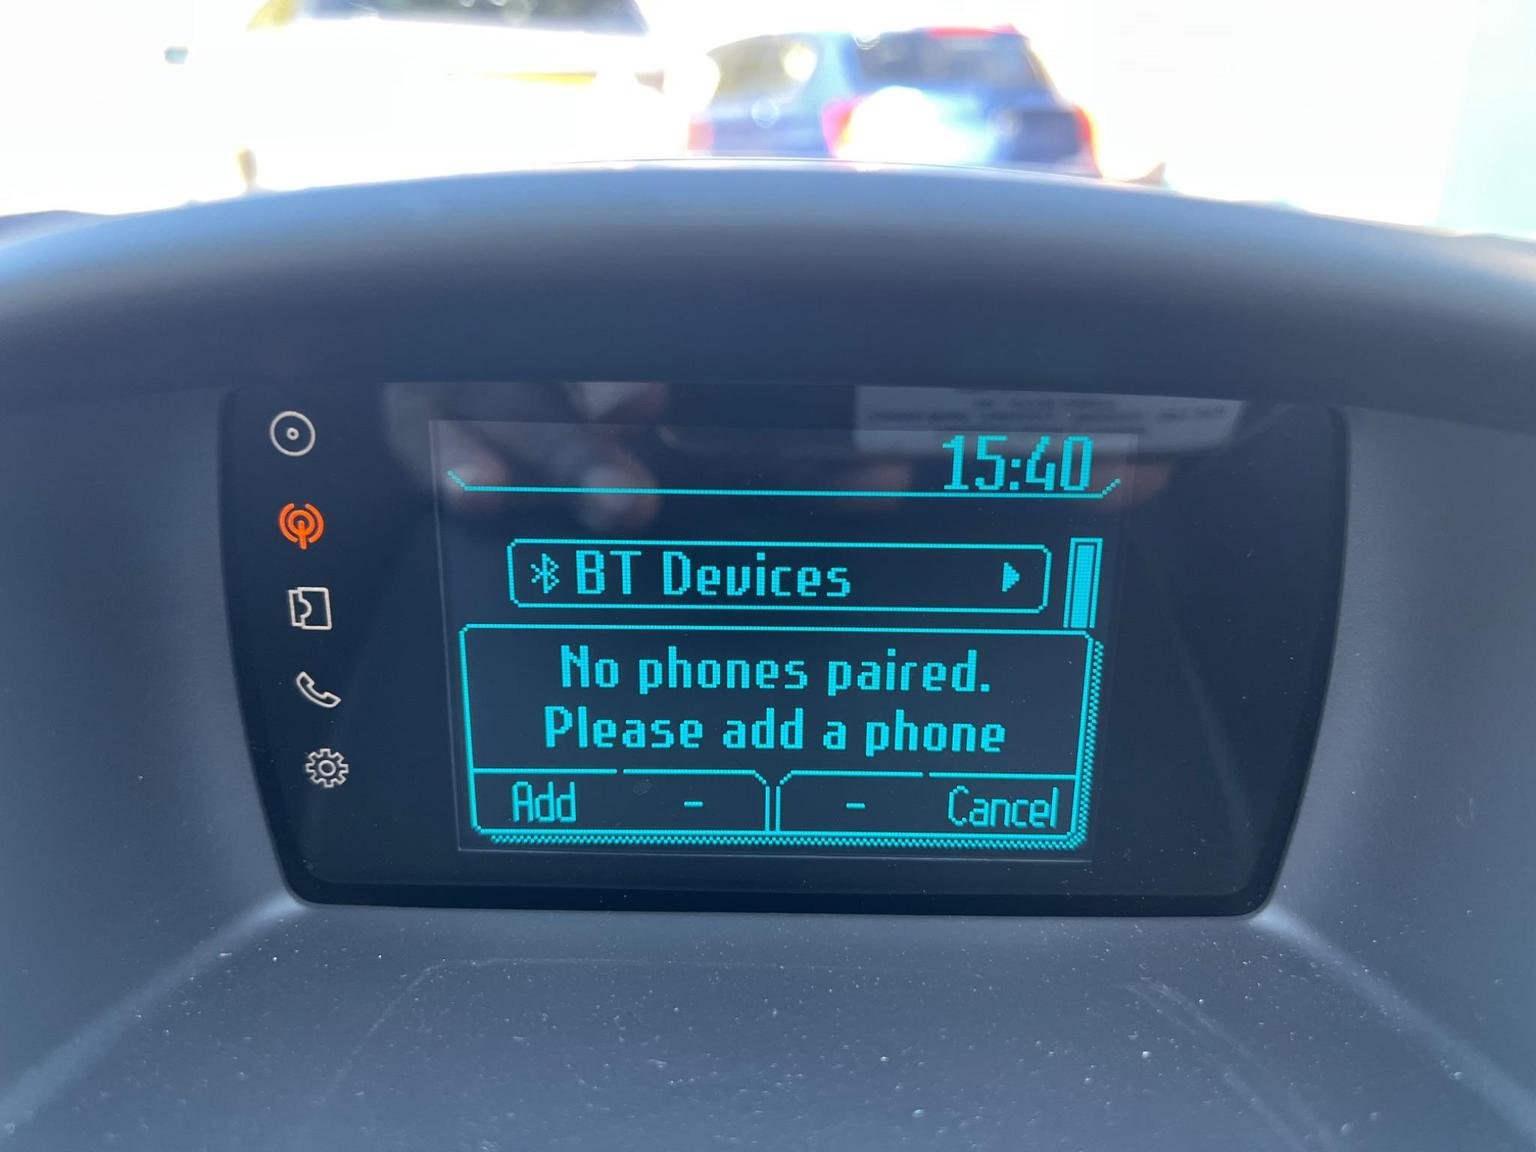 15:40
BT Devices
No phones paired.
Please add a phone
Add - - Cancel